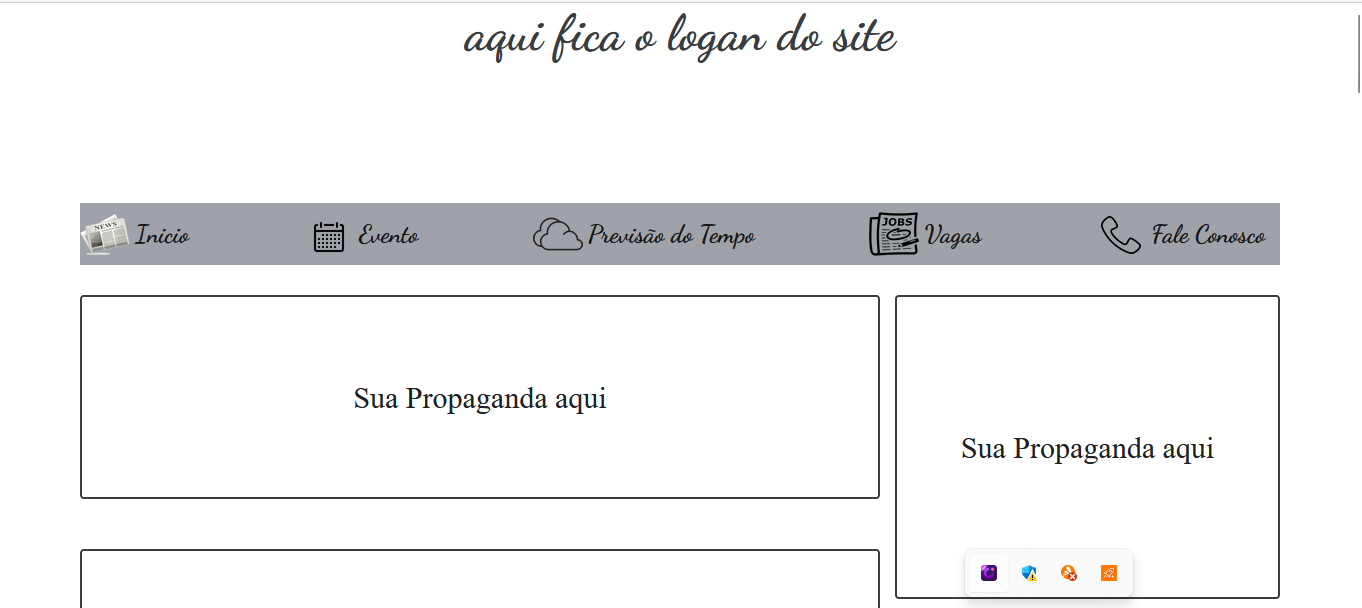 aqui fica o logan do site
NEWS
Inicio
Evento
Previsão do Tempo
JOBS
Vagas
Fale Conosco
Sua Propaganda aqui
Sua Propaganda aqui